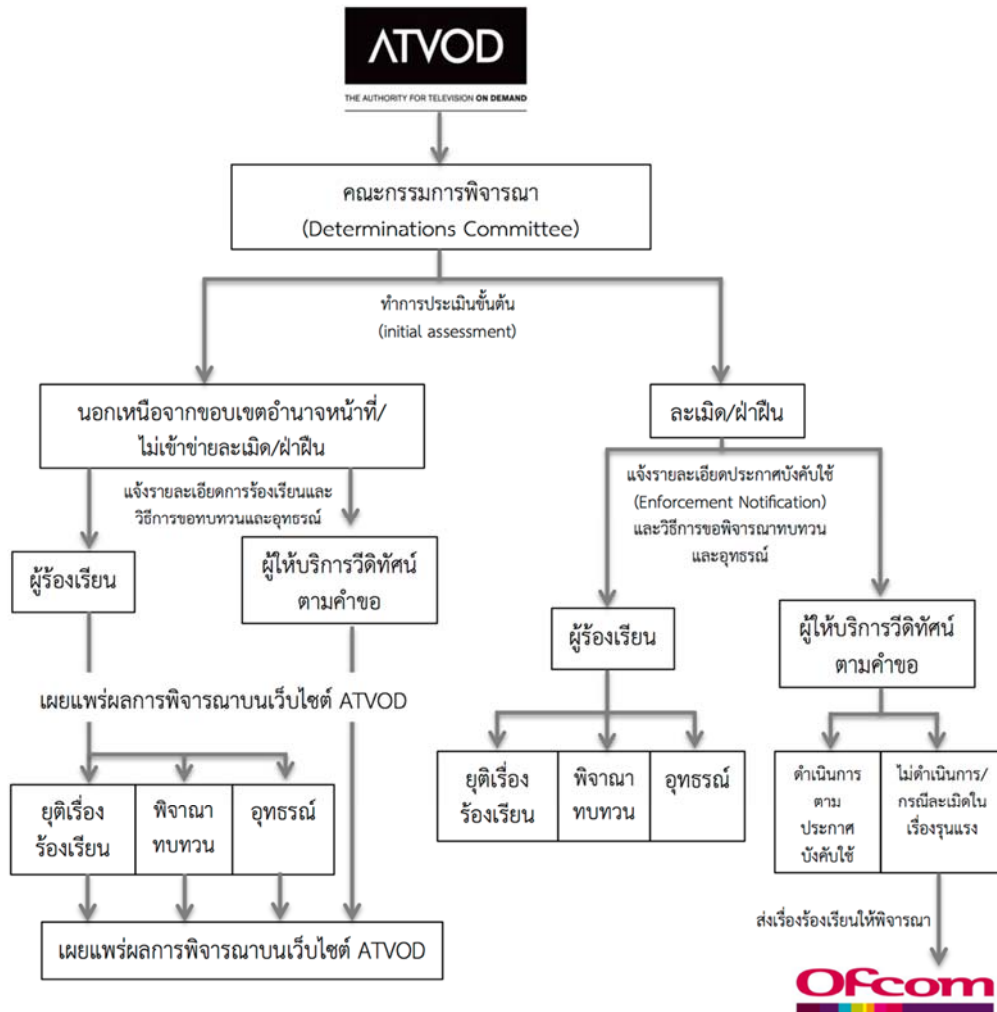 ATVOD
THE AUTHORITY FOR TELEVISION ON DEMAND
คณะกรรมการพิจารณา
(Determinations Committee)
ทำการประเมินขั้นต้น
(initial assessment)
นอกเหนือจากขอบเขตอำนาจหน้าที่/
ไม่เข้าข่ายละเมิด/ฝ่าฝืน
แจ้งรายละเอียดการร้องเรียนและ
วิธีการขอทบทวนและอุทธรณ์
ผู้ร้องเรียน
ผู้ให้บริการวีดิทัศน์
ตามคำขอ
เผยแพร่ผลการพิจารณาบนเว็บไซต์ ATVOD
ยุติเรื่อง
ร้องเรียน
พิจาณา
ทบทวน
อุทธรณ์
เผยแพร่ผลการพิจารณาบนเว็บไซต์ ATVOD
ละเมิด/ฝ่าฝืน
แจ้งรายละเอียดประกาศบังคับใช้
(Enforcement Notification)
และวิธีการขอพิจารณาทบทวน
และอุทธรณ์
ผู้ร้องเรียน
ผู้ให้บริการวีดิทัศน์
ตามคำขอ
ยุติเรื่อง
ร้องเรียน
พิจาณา
ทบทวน
อุทธรณ์
ดำเนินการ
ตาม
ประกาศ
บังคับใช้
ไม่ดำเนินการ/
กรณีละเมิดใน
เรื่องรุนแรง
ส่งเรื่องร้องเรียนให้พิจารณา
Ofcom